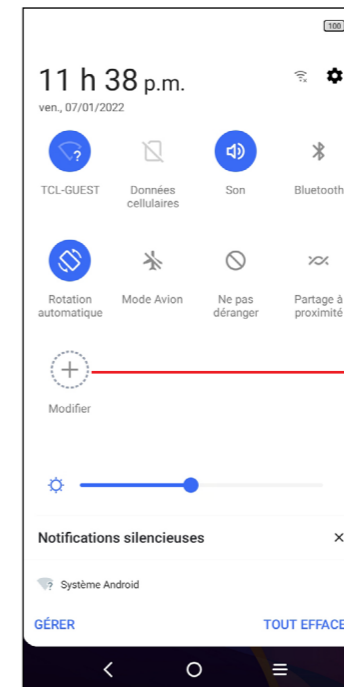 100
11 h 38 p.m.
ven., 07/01/2022
TCL-GUEST
Données
cellulaires
Son
Bluetooth
Rotation
automatique
Mode Avion
Ne pas
déranger
Partage à
proximité
Modifier
Notifications silencieuses
Système Android
GÉRER
TOUT EFFACE